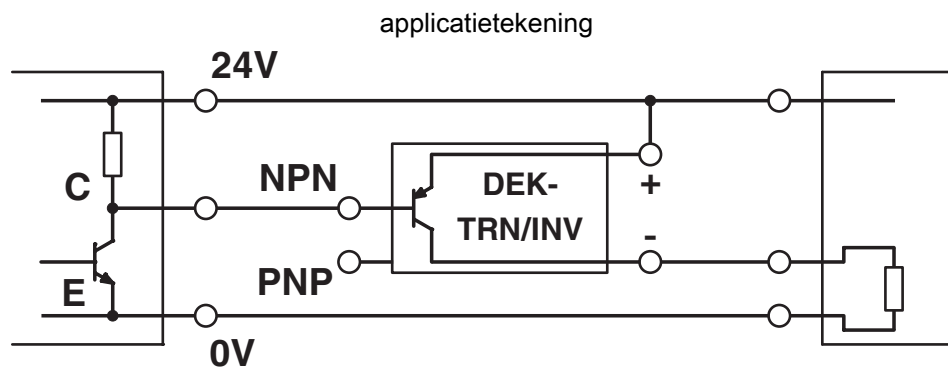 applicatietekening
24V
C
NPN
DEK-
TRN/INV
+
-
E
PNP
0V